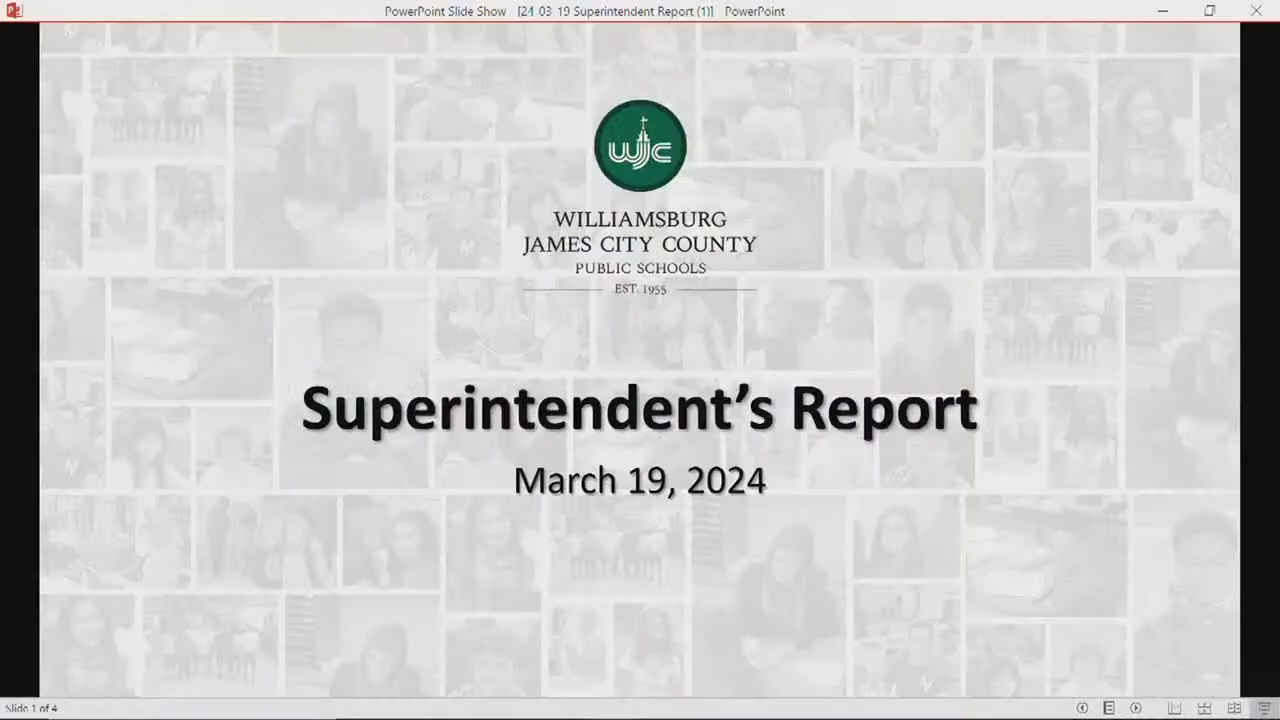 PowerPoint Slide Show - [24-03-19 Superintendent Report (1)] - PowerPoint
wjc
WILLIAMSBURG
JAMES CITY COUNTY
PUBLIC SCHOOLS
EST. 1955
Superintendent's Report
March 19, 2024
Slide 1 of 4